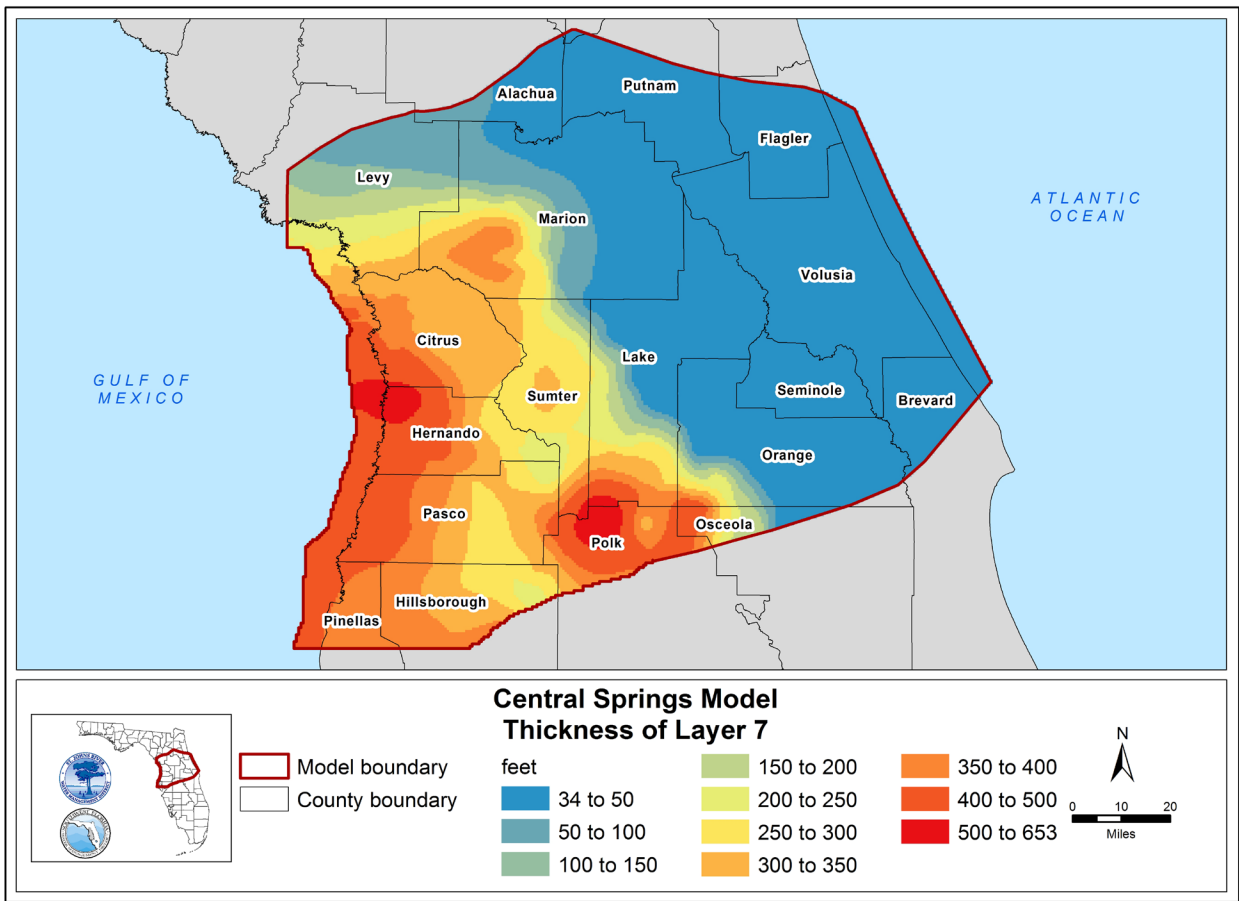 Alachua
Putnam
Flagler
Levy
Marion
ATLANTIC
OCEAN
Volusia
Citrus
Lake
GULF OF
MEXICO
Sumter
Seminole
Brevard
Hernando
Orange
Pasco
Osceola
Polk
Hillsborough
Pinellas
Central Springs Model
Thickness of Layer 7
Model boundary
County boundary
feet
34 to 50
50 to 100
100 to 150
150 to 200
200 to 250
250 to 300
300 to 350
350 to 400
400 to 500
500 to 653
N
0 10 20
Miles